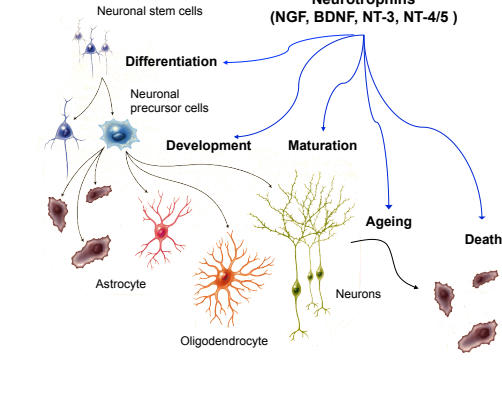 Neuronal stem cells
Neurotrophins
(NGF, BDNF, NT-3, NT-4/5 )
Differentiation
Neuronal
precursor cells
Development
Maturation
Ageing
Death
Astrocyte
Neurons
Oligodendrocyte